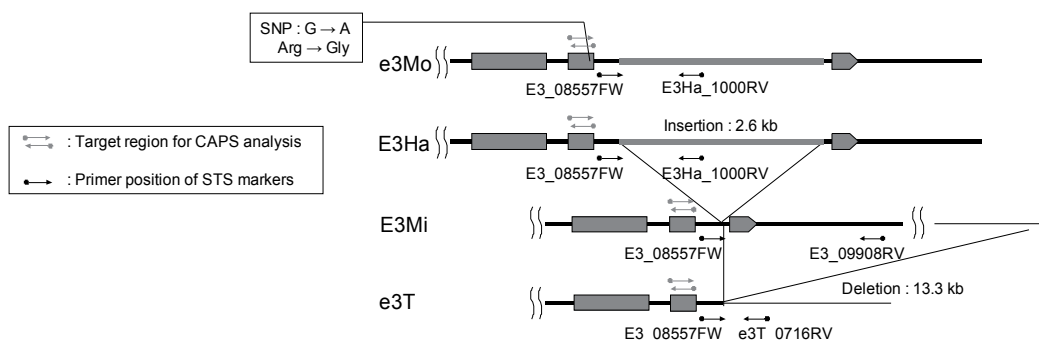 SNP : G → A
Arg → Gly
e3Mo
E3_08557FW
E3Ha_1000RV
: Target region for CAPS analysis
: Primer position of STS markers
Insertion : 2.6 kb
E3Ha
E3_08557FW
E3Ha_1000RV
E3Mi
E3_08557FW
E3_09908RV
Deletion : 13.3 kb
e3T
E3_08557FW
e3T_0716RV